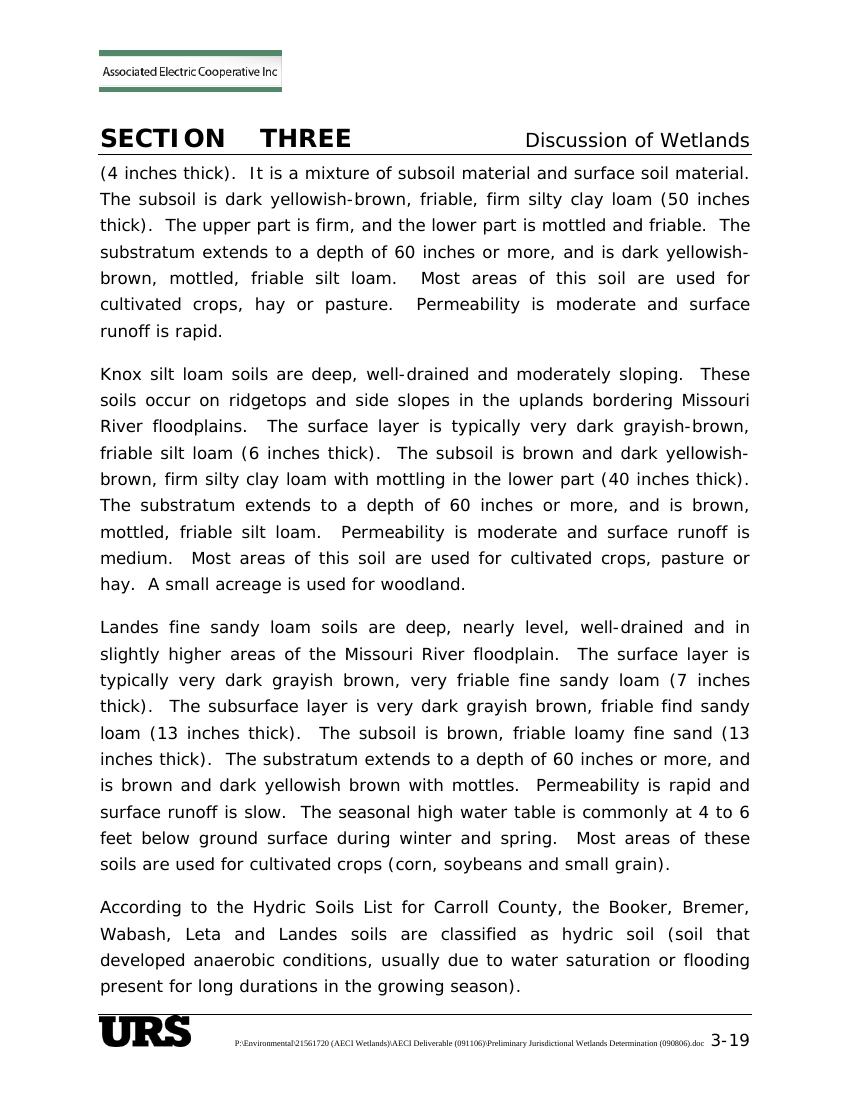 Associated Electric Cooperative Inc
SECTION THREE Discussion of Wetlands
(4 inches thick). It is a mixture of subsoil material and surface soil material.
The subsoil is dark yellowish-brown, friable, firm silty clay loam (50 inches
thick). The upper part is firm, and the lower part is mottled and friable. The
substratum extends to a depth of 60 inches or more, and is dark yellowish-
brown, mottled, friable silt loam. Most areas of this soil are used for
cultivated crops, hay or pasture. Permeability is moderate and surface
runoff is rapid.
Knox silt loam soils are deep, well-drained and moderately sloping. These
soils occur on ridgetops and side slopes in the uplands bordering Missouri
River floodplains. The surface layer is typically very dark grayish-brown,
friable silt loam (6 inches thick). The subsoil is brown and dark yellowish-
brown, firm silty clay loam with mottling in the lower part (40 inches thick).
The substratum extends to a depth of 60 inches or more, and is brown,
mottled, friable silt loam. Permeability is moderate and surface runoff is
medium. Most areas of this soil are used for cultivated crops, pasture or
hay. A small acreage is used for woodland.
Landes fine sandy loam soils are deep, nearly level, well-drained and in
slightly higher areas of the Missouri River floodplain. The surface layer is
typically very dark grayish brown, very friable fine sandy loam (7 inches
thick). The subsurface layer is very dark grayish brown, friable find sandy
loam (13 inches thick). The subsoil is brown, friable loamy fine sand (13
inches thick). The substratum extends to a depth of 60 inches or more, and
is brown and dark yellowish brown with mottles. Permeability is rapid and
surface runoff is slow. The seasonal high water table is commonly at 4 to 6
feet below ground surface during winter and spring. Most areas of these
soils are used for cultivated crops (corn, soybeans and small grain).
According to the Hydric Soils List for Carroll County, the Booker, Bremer,
Wabash, Leta and Landes soils are classified as hydric soil (soil that
developed anaerobic conditions, usually due to water saturation or flooding
present for long durations in the growing season).
URS P:\Environmental\21561720 (AECI Wetlands)\AECI Deliverable (091106)\Preliminary Jurisdictional Wetlands Determination (090806).doc 3-19